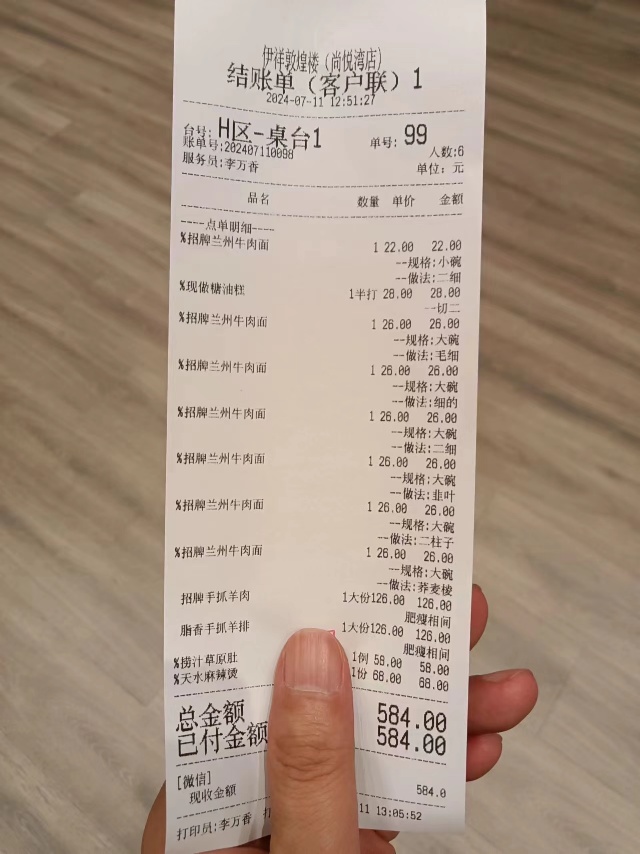 伊祥敦煌楼（尚悦湾店）
结账单（客户联）1
2024-07-11 12:51:27
台号: H区-桌台1 单号: 99
账单号:202407110098 人数:6
服务员:李万香 单位: 元
品名 数量 单价 金额
-----点单明细-----
%招牌兰州牛肉面 1 22.00 22.00
--规格:小碗
--做法:二细
%现做糖油糕 1半打 28.00 28.00
--切二
%招牌兰州牛肉面 1 26.00 26.00
--规格:大碗
--做法:毛细
%招牌兰州牛肉面 1 26.00 26.00
--规格:大碗
--做法:细的
%招牌兰州牛肉面 1 26.00 26.00
--规格:大碗
--做法:二细
%招牌兰州牛肉面 1 26.00 26.00
--规格:大碗
--做法:韭叶
%招牌兰州牛肉面 1 26.00 26.00
--规格:大碗
--做法:二柱子
%招牌兰州牛肉面 1 26.00 26.00
--规格:大碗
--做法:荞麦棱
招牌手抓羊肉 1大份126.00 126.00
肥瘦相间
脂香手抓羊排 1大份126.00 126.00
肥瘦相间
%捞汁草原肚 1例 58.00 58.00
%天水麻辣烫 1份 68.00 68.00
总金额 584.00
已付金额 584.00
[微信]
现收金额 584.0
打印员:李万香 11 13:05:52